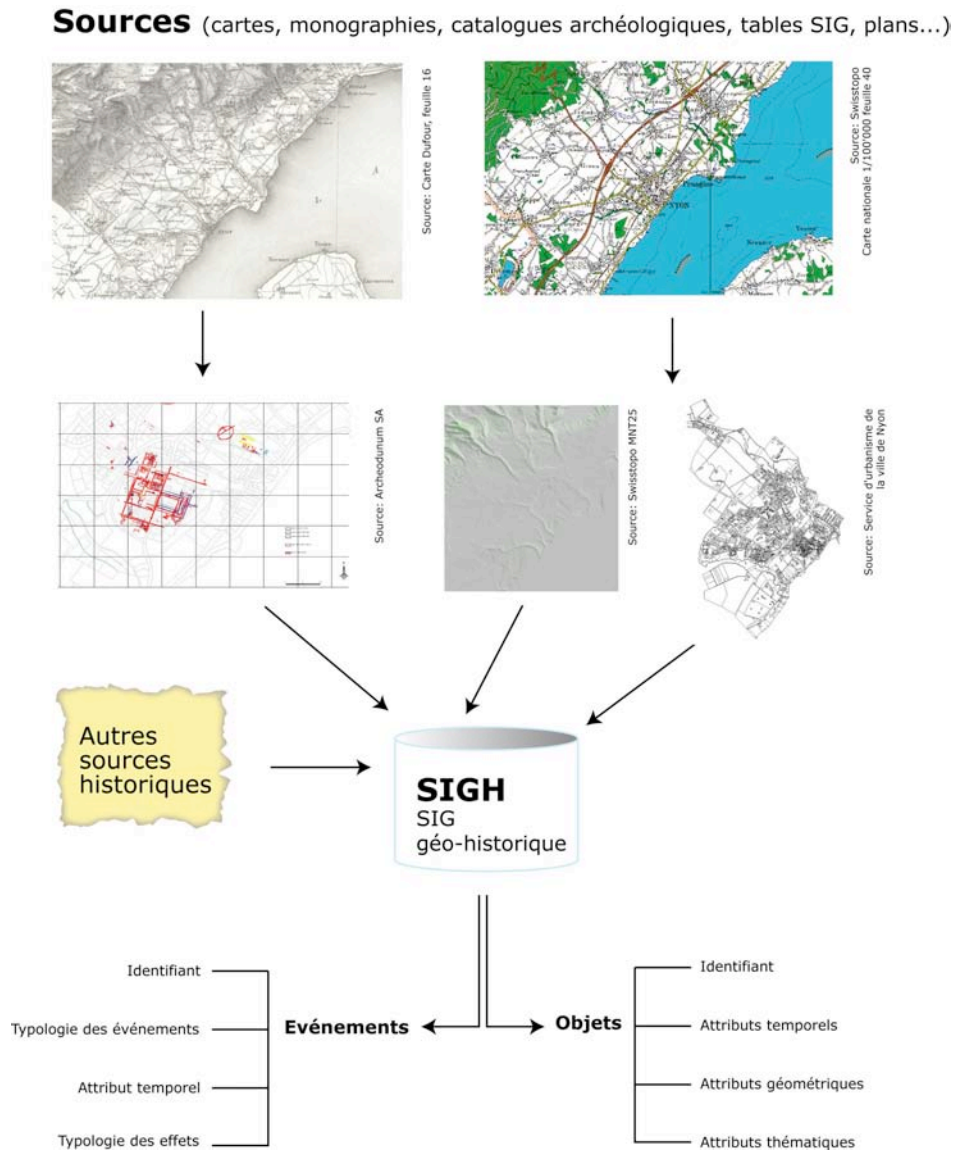 Sources (cartes, monographies, catalogues archéologiques, tables SIG, plans...)
Source: Carte Dufour, feuille 16
Source: Swisstopo
Carte nationale 1/100'000 feuille 40
NYON
Source: Archeodunum SA
Source: Swisstopo MNT25
Source: Service d'urbanisme de
la ville de Nyon
Autres
sources
historiques
SIGH
SIG
géo-historique
Identifiant
Typologie des événements
Attribut temporel
Typologie des effets
Evénements
Objets
Identifiant
Attributs temporels
Attributs géométriques
Attributs thématiques